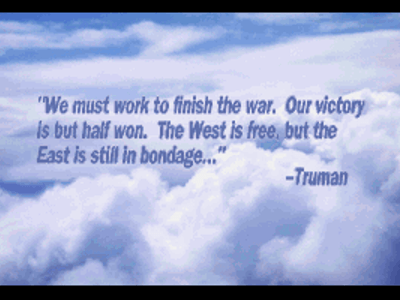 "We must work to finish the war.  Our victory
is but half won.  The West is free, but the
East is still in bondage..."
–Truman